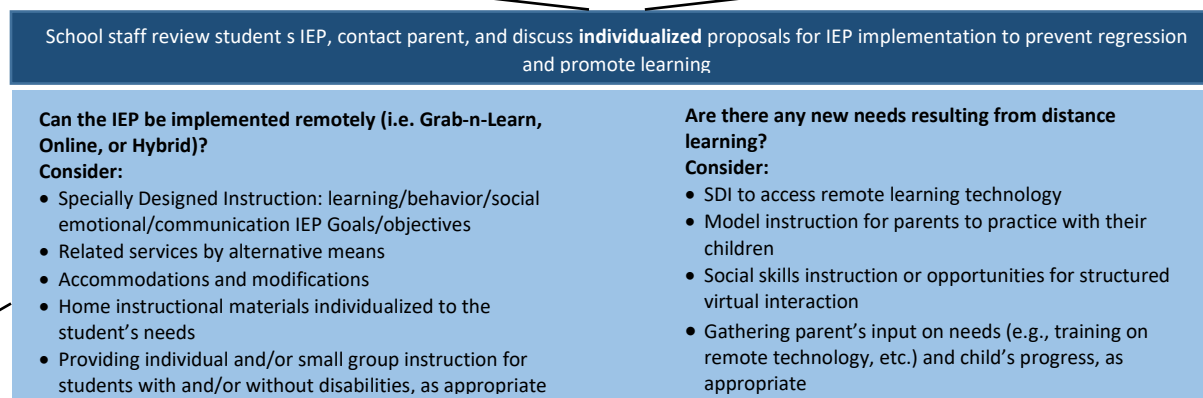 School staff review student s IEP, contact parent, and discuss individualized proposals for IEP implementation to prevent regression
and promote learning
Can the IEP be implemented remotely (i.e. Grab-n-Learn,
Online, or Hybrid)?
Consider:
• Specially Designed Instruction: learning/behavior/social
emotional/communication IEP Goals/objectives
• Related services by alternative means
• Accommodations and modifications
• Home instructional materials individualized to the
student’s needs
• Providing individual and/or small group instruction for
students with and/or without disabilities, as appropriate
Are there any new needs resulting from distance
learning?
Consider:
• SDI to access remote learning technology
• Model instruction for parents to practice with their
children
• Social skills instruction or opportunities for structured
virtual interaction
• Gathering parent’s input on needs (e.g., training on
remote technology, etc.) and child’s progress, as
appropriate